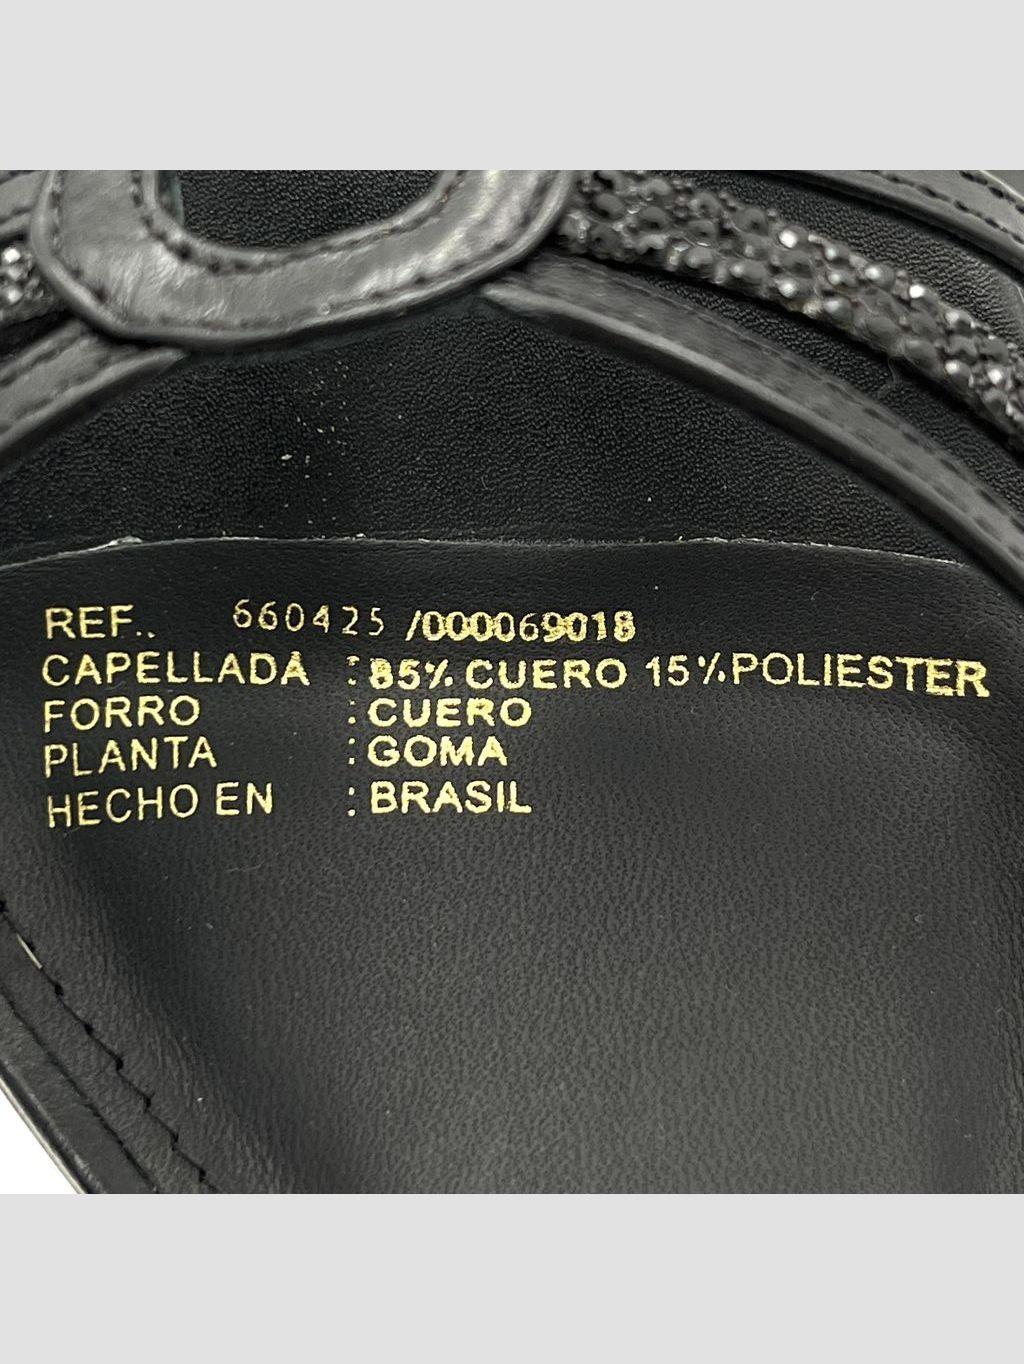 REF.. 660425 /000069018
CAPELLADA : 85% CUERO 15% POLIESTER
FORRO : CUERO
PLANTA : GOMA
HECHO EN : BRASIL